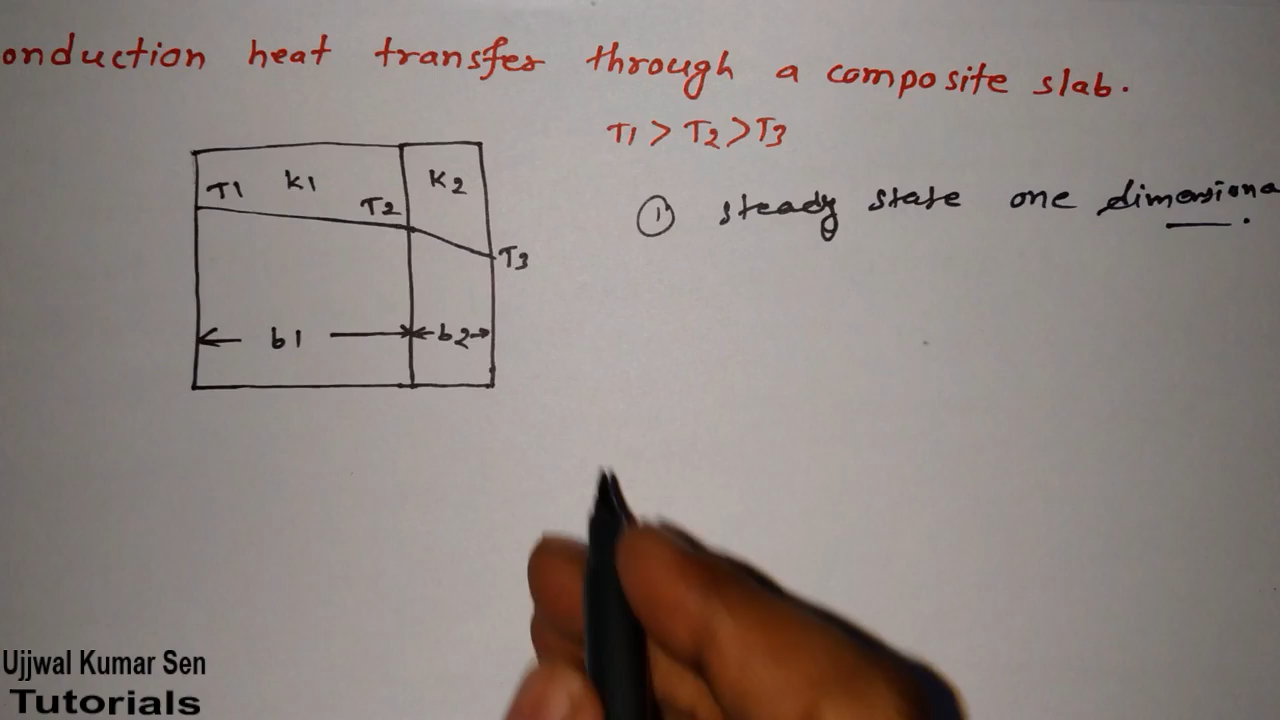 onduction heat transfer through a composite slab.
T1 > T2 > T3
T1 K1 T2 K2
T3
① steady state one dimensiona
b1 b2
Ujjwal Kumar Sen
Tutorials